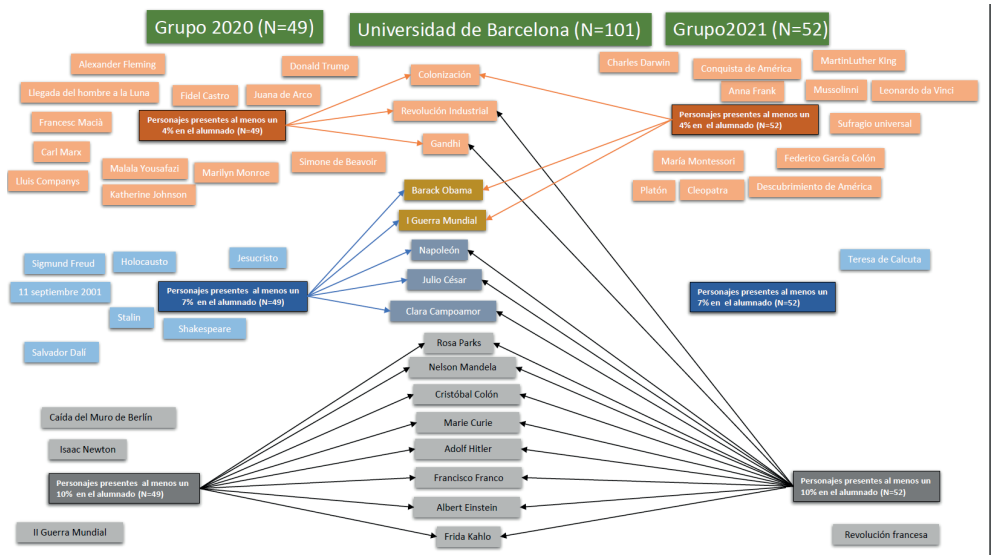 Grupo 2020 (N=49)
Universidad de Barcelona (N=101)
Grupo2021 (N=52)
Alexander Fleming
Donald Trump
Llegada del hombre a la Luna
Fidel Castro
Juana de Arco
Francesc Macià
Personajes presentes al menos un
4% en el alumnado (N=49)
Carl Marx
Malala Yousafazi
Marilyn Monroe
Simone de Beavoir
Lluis Companys
Katherine Johnson
Colonización
Revolución Industrial
Gandhi
Barack Obama
I Guerra Mundial
Napoleón
Julio César
Clara Campoamor
Rosa Parks
Nelson Mandela
Cristóbal Colón
Marie Curie
Adolf Hitler
Francisco Franco
Albert Einstein
Frida Kahlo
Charles Darwin
Conquista de América
MartinLuther King
Anna Frank
Mussolinni
Leonardo da Vinci
Personajes presentes al menos un
4% en el alumnado (N=52)
Sufragio universal
María Montessori
Federico García Colón
Platón
Cleopatra
Descubrimiento de América
Sigmund Freud
Holocausto
Jesucristo
11 septiembre 2001
Personajes presentes al menos un
7% en el alumnado (N=49)
Stalin
Shakespeare
Salvador Dalí
Teresa de Calcuta
Personajes presentes al menos un
7% en el alumnado (N=52)
Caída del Muro de Berlín
Isaac Newton
Personajes presentes al menos un
10% en el alumnado (N=49)
II Guerra Mundial
Personajes presentes al menos un
10% en el alumnado (N=52)
Revolución francesa